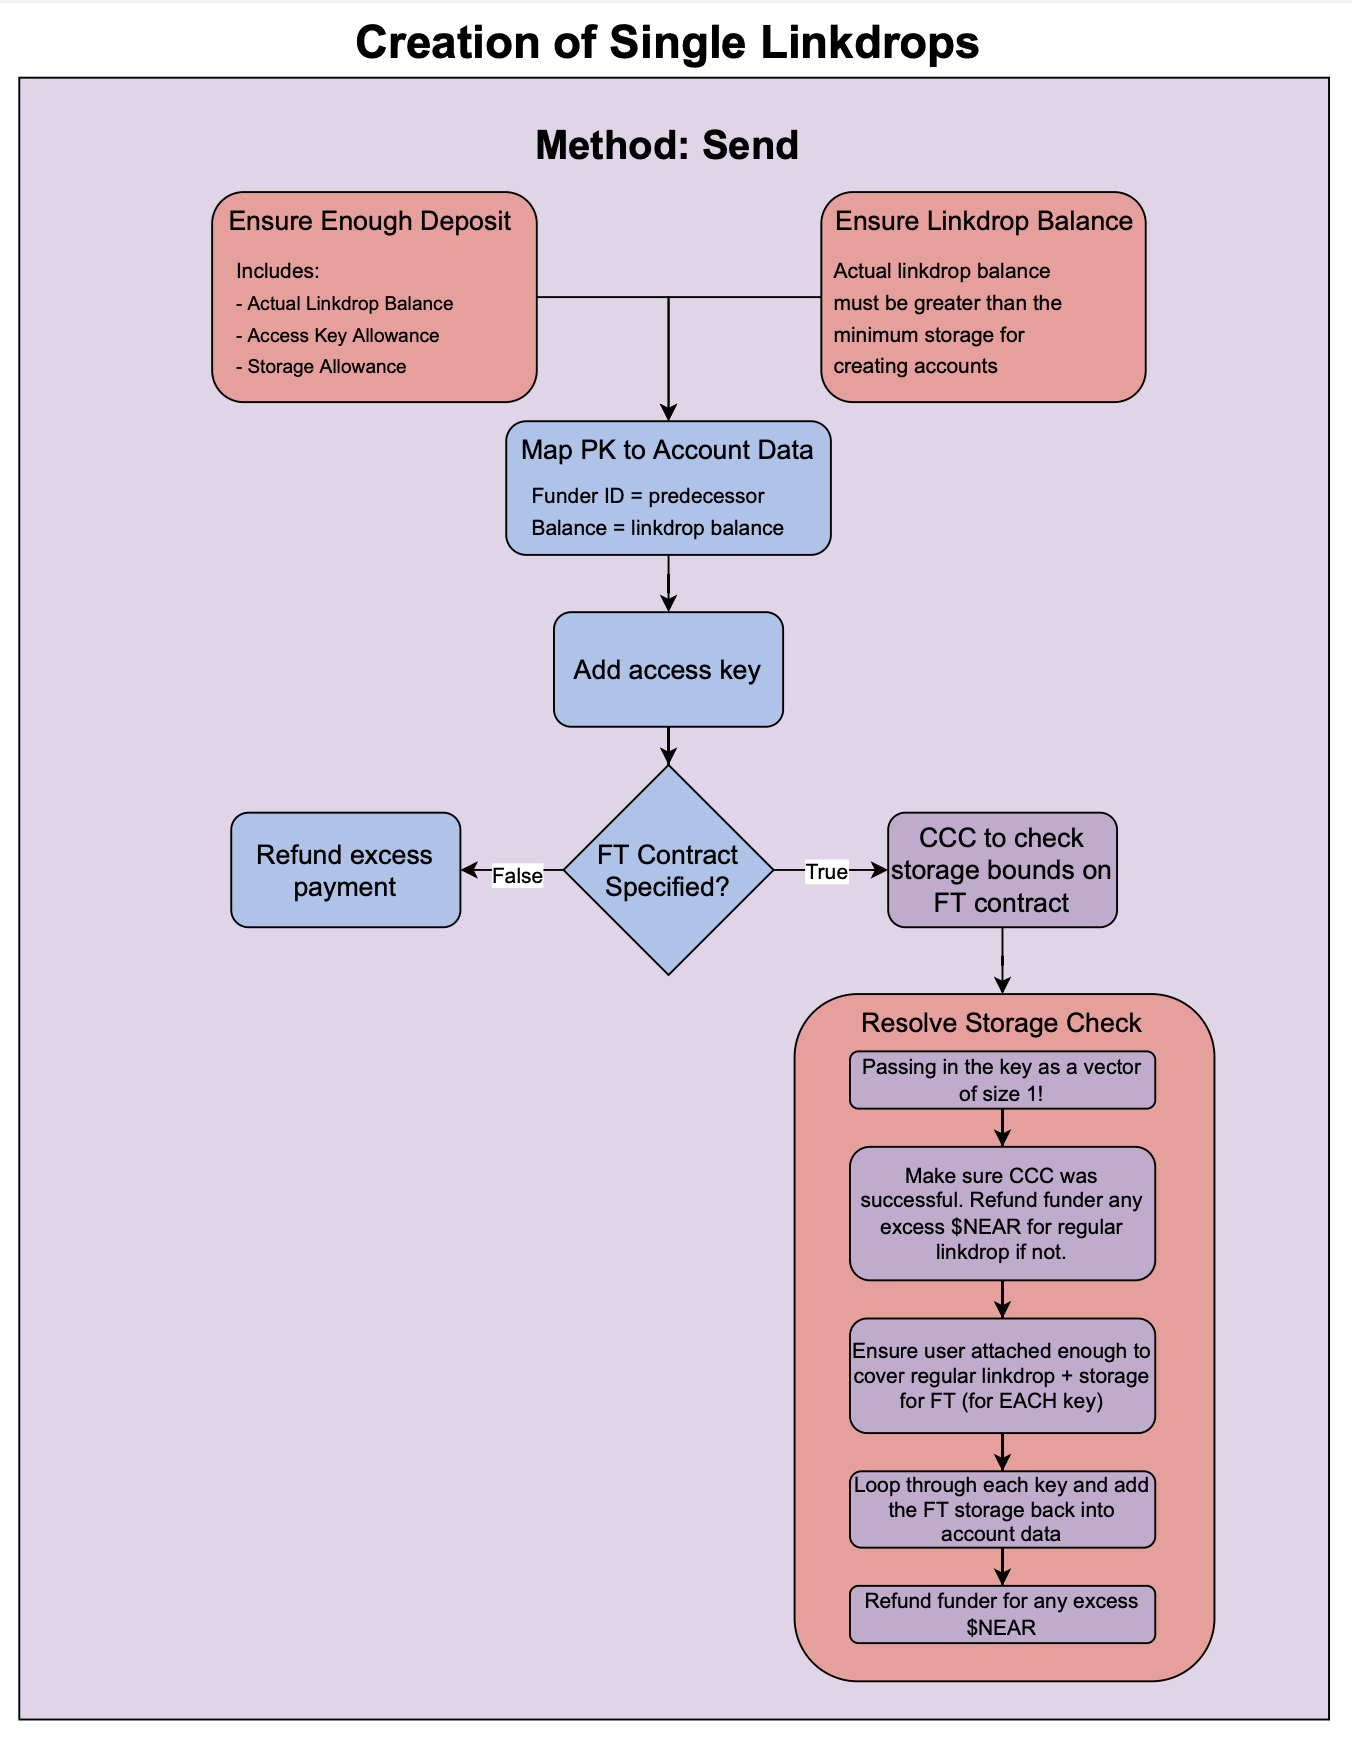 Creation of Single Linkdrops
Method: Send
Ensure Enough Deposit
Includes:
- Actual Linkdrop Balance
- Access Key Allowance
- Storage Allowance
Ensure Linkdrop Balance
Actual linkdrop balance
must be greater than the
minimum storage for
creating accounts
Map PK to Account Data
Funder ID = predecessor
Balance = linkdrop balance
Add access key
FT Contract
Specified?
False
Refund excess
payment
True
CCC to check
storage bounds on
FT contract
Resolve Storage Check
Passing in the key as a vector
of size 1!
Make sure CCC was
successful. Refund funder any
excess $NEAR for regular
linkdrop if not.
Ensure user attached enough to
cover regular linkdrop + storage
for FT (for EACH key)
Loop through each key and add
the FT storage back into
account data
Refund funder for any excess
$NEAR